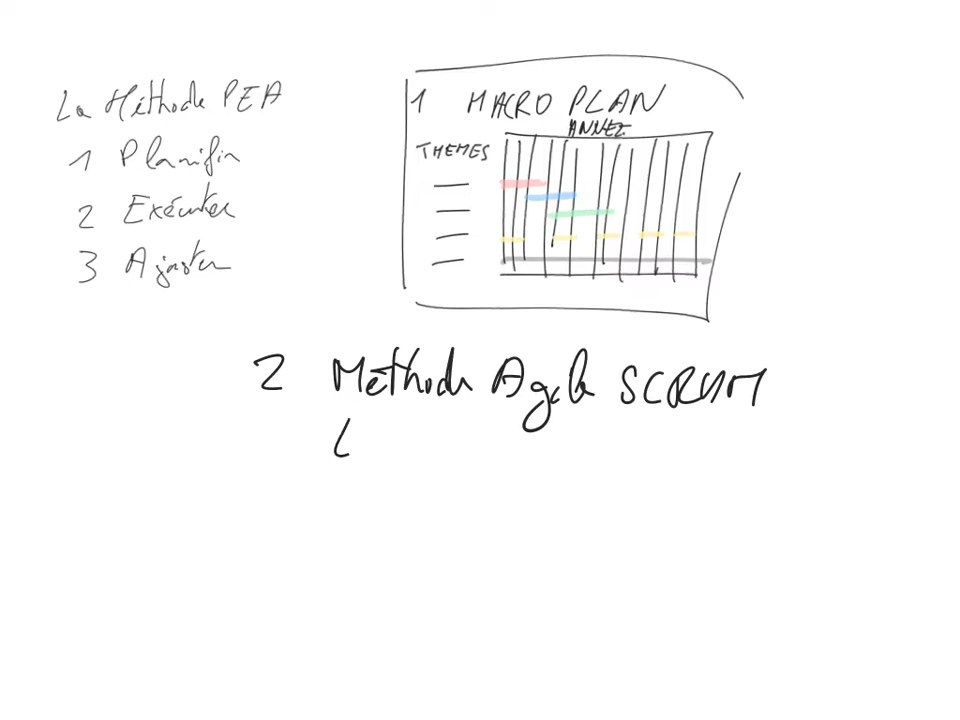 La Méthode PEA
1 Planifier
2 Exécuter
3 Ajuster
1 MACRO PLAN
ANNEE
THEMES
2 Méthode Agile SCRUM
(